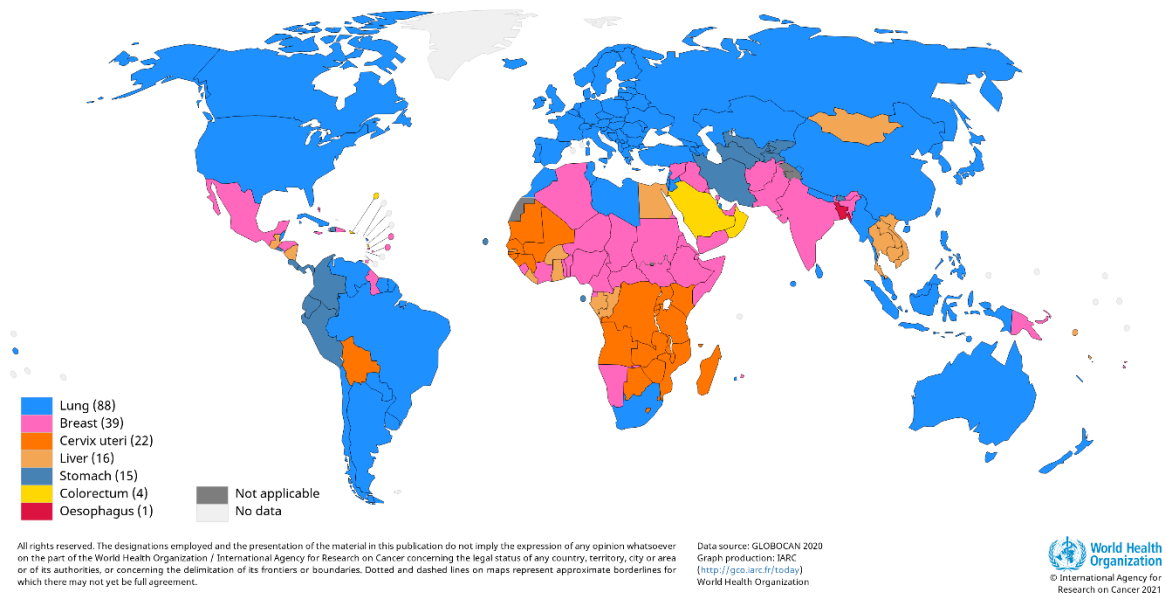 Lung (88)
Breast (39)
Cervix uteri (22)
Liver (16)
Stomach (15)
Colorectum (4)
Oesophagus (1)
Not applicable
No data
All rights reserved. The designations employed and the presentation of the material in this publication do not imply the expression of any opinion whatsoever
on the part of the World Health Organization / International Agency for Research on Cancer concerning the legal status of any country, territory, city or area
or of its authorities, or concerning the delimitation of its frontiers or boundaries. Dotted and dashed lines on maps represent approximate borderlines for
which there may not yet be full agreement.
Data source: GLOBOCAN 2020
Graph production: IARC
(http://gco.iarc.fr/today)
World Health Organization
World Health
Organization
© International Agency for
Research on Cancer 2021